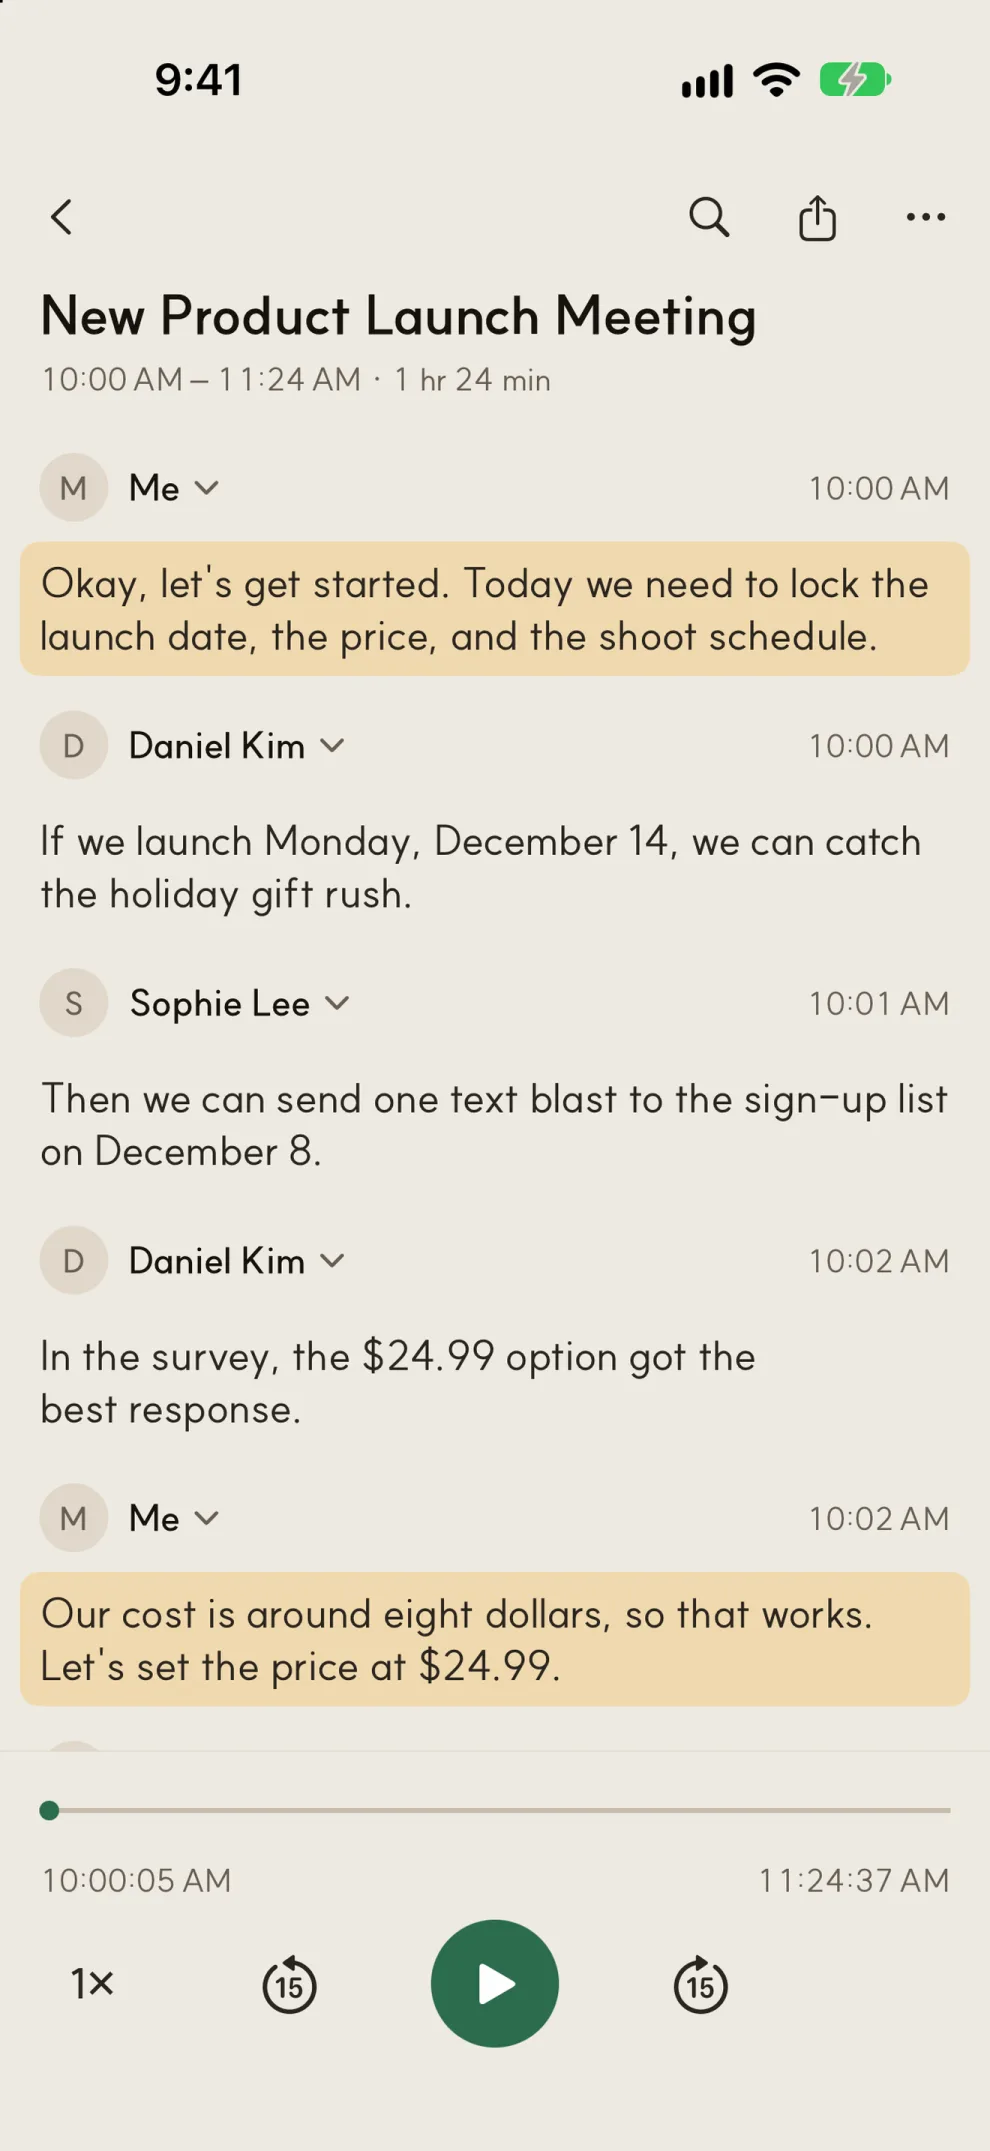 9:41
New Product Launch Meeting
10:00 AM – 11:24 AM · 1 hr 24 min
M Me 10:00 AM
Okay, let's get started. Today we need to lock the
launch date, the price, and the shoot schedule.
D Daniel Kim 10:00 AM
If we launch Monday, December 14, we can catch
the holiday gift rush.
S Sophie Lee 10:01 AM
Then we can send one text blast to the sign-up list
on December 8.
D Daniel Kim 10:02 AM
In the survey, the $24.99 option got the
best response.
M Me 10:02 AM
Our cost is around eight dollars, so that works.
Let's set the price at $24.99.
10:00:05 AM 11:24:37 AM
1× 15 15